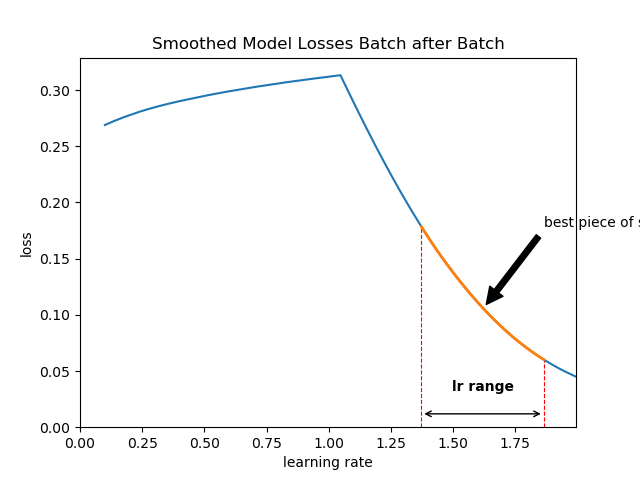 Smoothed Model Losses Batch after Batch
0.30
0.25
0.20
0.15
0.10
0.05
0.00
loss
best piece of
lr range
0.00 0.25 0.50 0.75 1.00 1.25 1.50 1.75
learning rate